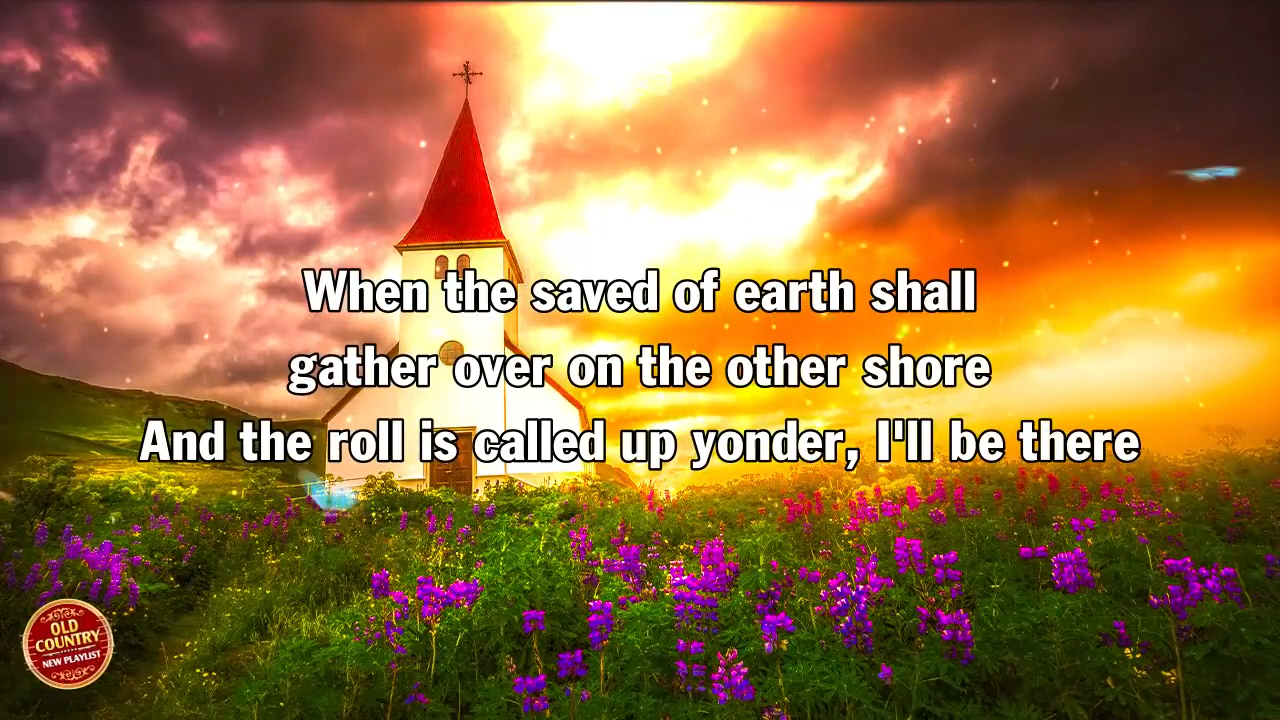 When the saved of earth shall
gather over on the other shore
And the roll is called up yonder, I'll be there
OLD
COUNTRY
NEW PLAYLIST